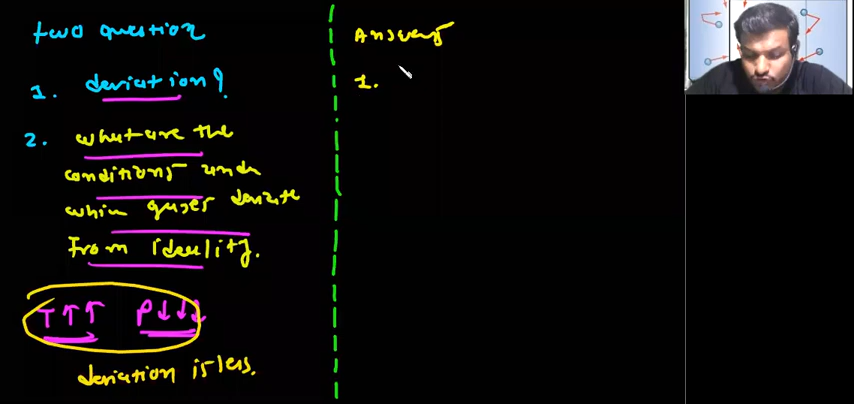 two question
1. deviation?
2. what are the
conditions under
which gases deviate
from ideality.
T↑↑↑ P↓↓↓
deviation is less.
Answers
1.